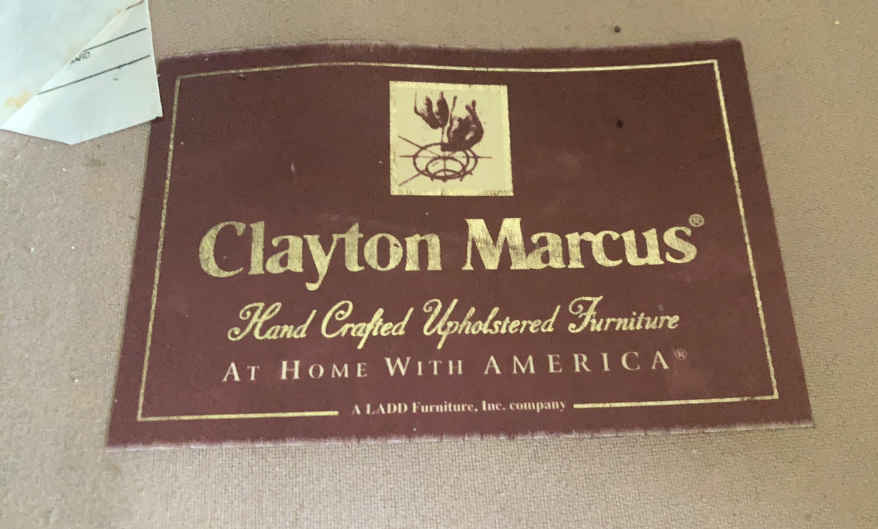 Clayton Marcus®
Hand Crafted Upholstered Furniture
AT HOME WITH AMERICA®
A LADD Furniture, Inc. company